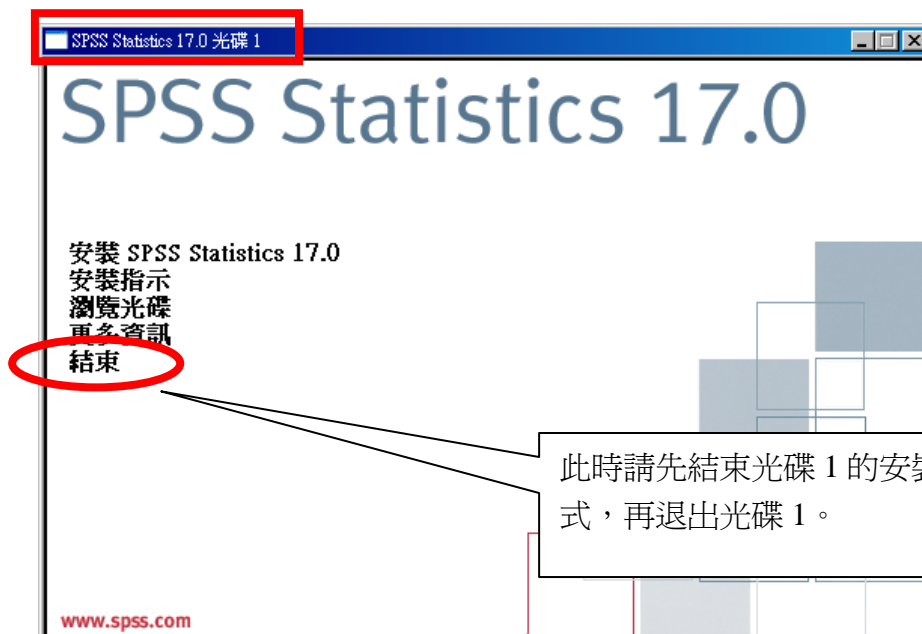 SPSS Statistics 17.0 光碟 1
SPSS Statistics 17.0
安裝 SPSS Statistics 17.0
安裝指示
瀏覽光碟
更多資訊
結束
此時請先結束光碟 1 的安裝
式，再退出光碟 1。
www.spss.com